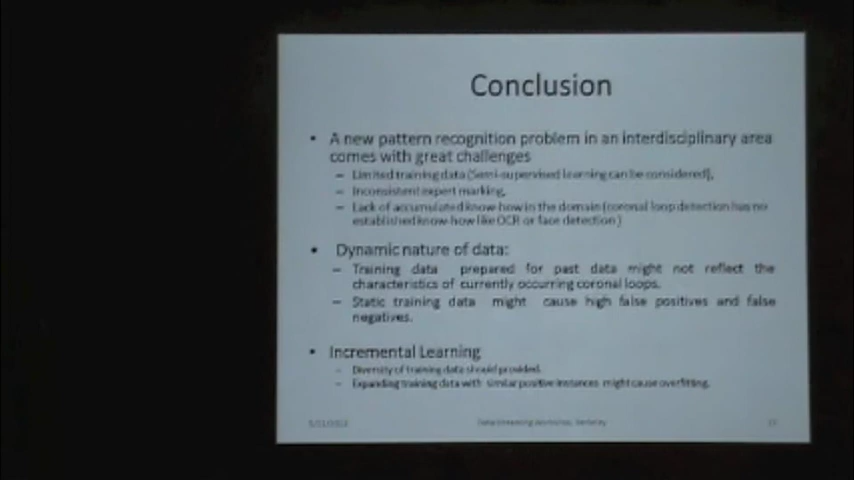 Conclusion
• A new pattern recognition problem in an interdisciplinary area
comes with great challenges
– Limited training data (Semi-supervised learning can be considered),
– Inconsistent expert marking,
– Lack of accumulated know how in the domain (coronal loop detection has no
established know how like OCR or face detection)
• Dynamic nature of data:
– Training data prepared for past data might not reflect the
characteristics of currently occurring coronal loops.
– Static training data might cause high false positives and false
negatives.
• Incremental Learning
– Diversity of training data should provided.
– Expanding training data with similar positive instances might cause overfitting.
Berkeley